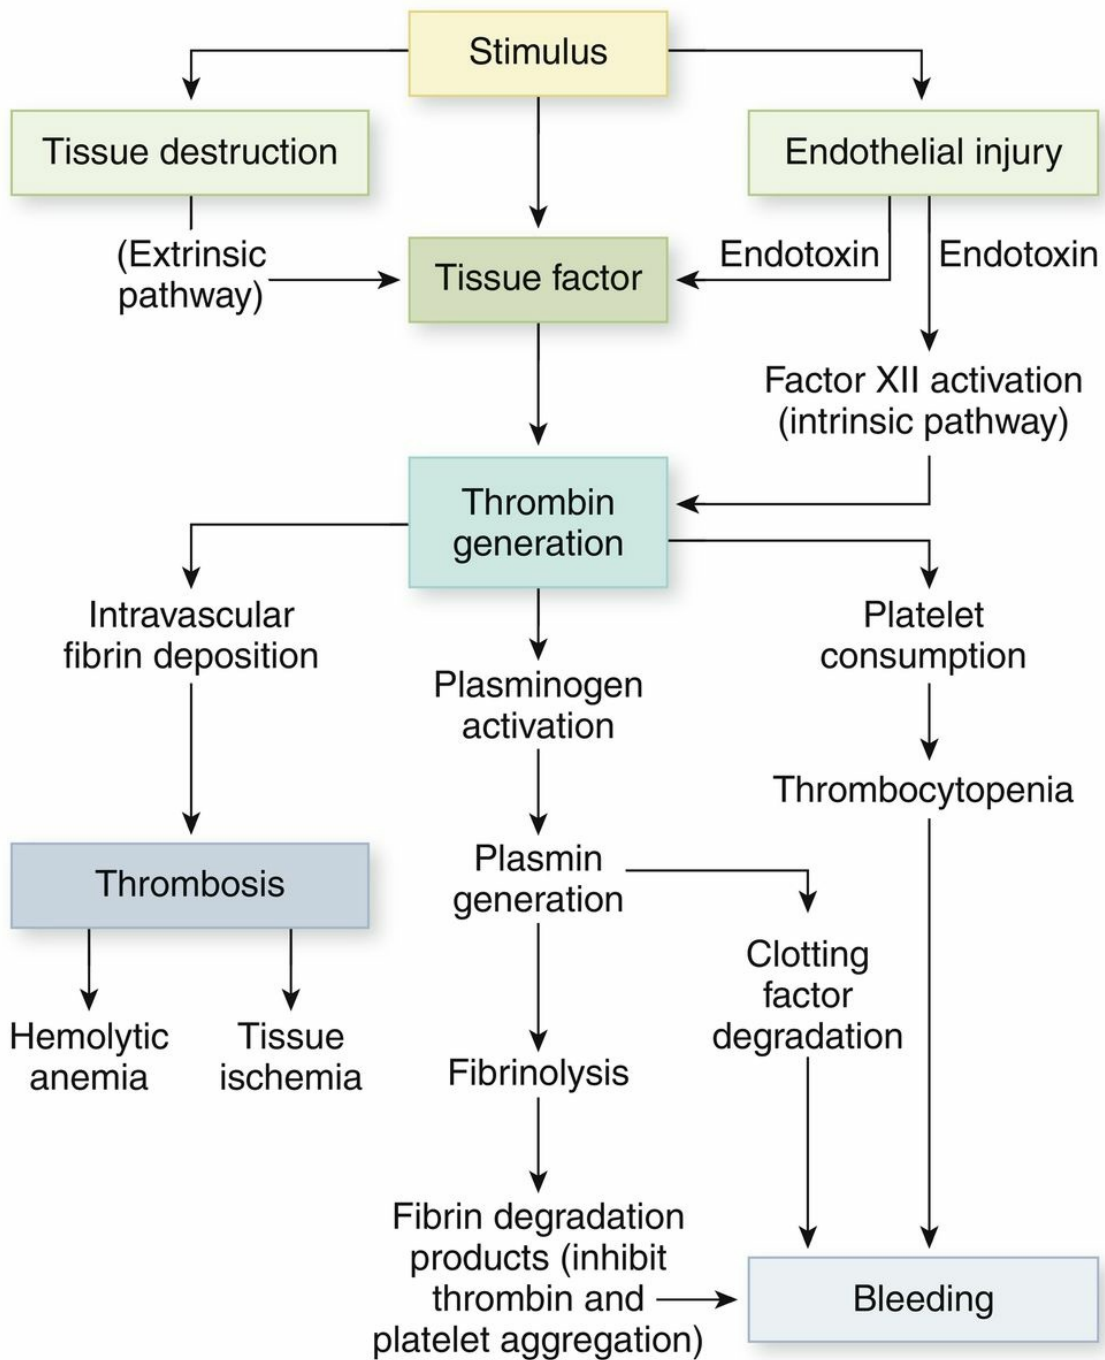 Stimulus
Tissue destruction
Endothelial injury
(Extrinsic
pathway)
Tissue factor
Endotoxin
Endotoxin
Factor XII activation
(intrinsic pathway)
Thrombin
generation
Intravascular
fibrin deposition
Plasminogen
activation
Platelet
consumption
Thrombocytopenia
Thrombosis
Plasmin
generation
Hemolytic
anemia
Tissue
ischemia
Clotting
factor
degradation
Fibrinolysis
Fibrin degradation
products (inhibit
thrombin and
platelet aggregation)
Bleeding